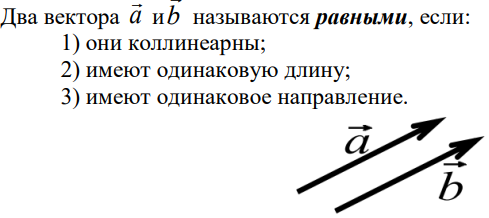 Два вектора a⃗ и b⃗ называются равными, если:
1) они коллинеарны;
2) имеют одинаковую длину;
3) имеют одинаковое направление.
a⃗
b⃗